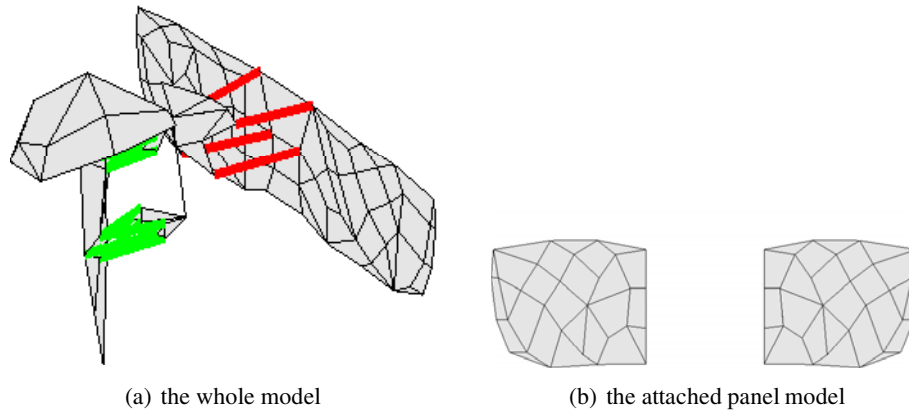 (a) the whole model
(b) the attached panel model